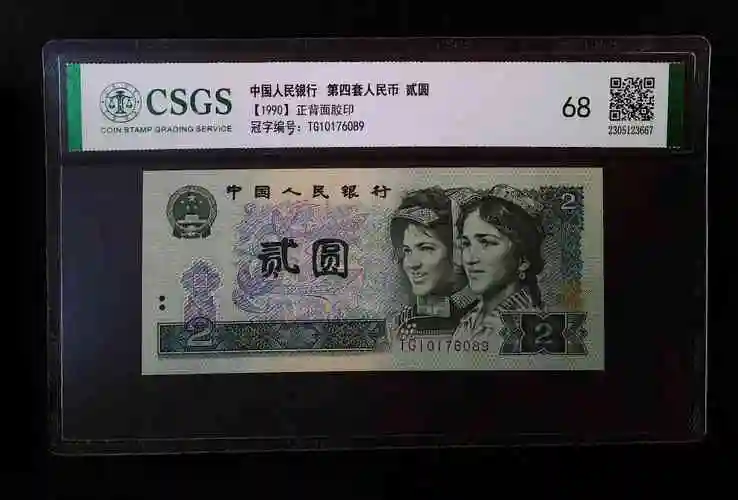 CSGS
COIN STAMP GRADING SERVICE
中国人民银行 第四套人民币 贰圆
【1990】正背面胶印
冠字编号：TG10176089
68
2305123667
中国人民银行
2
贰圆
2
TG10176089
2